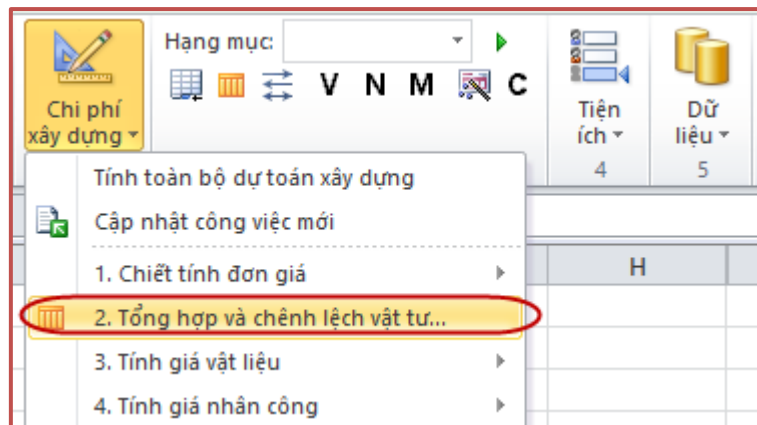 Hạng mục:
V N M C
Chi phí
xây dựng
Tiện
ích
Dữ
liệu
4
5
Tính toàn bộ dự toán xây dựng
Cập nhật công việc mới
1. Chiết tính đơn giá
H
2. Tổng hợp và chênh lệch vật tư...
3. Tính giá vật liệu
4. Tính giá nhân công